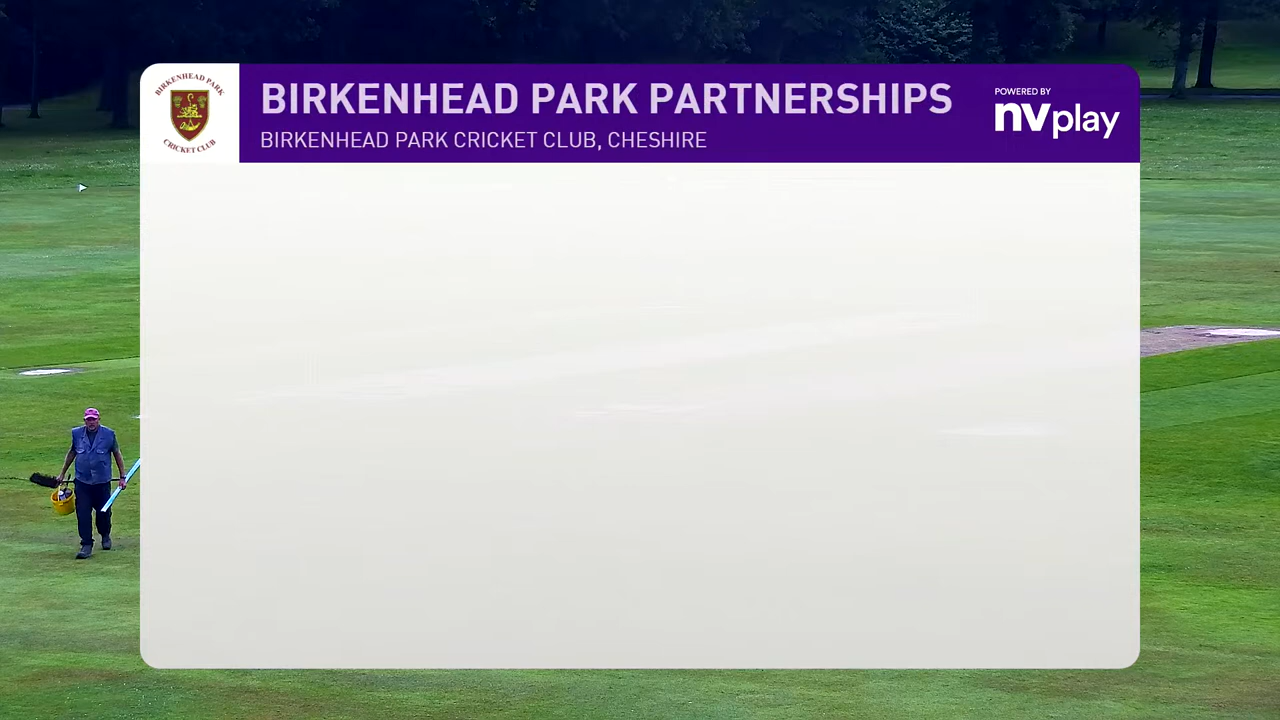 BIRKENHEAD PARK
CRICKET CLUB
BIRKENHEAD PARK PARTNERSHIPS
BIRKENHEAD PARK CRICKET CLUB, CHESHIRE
POWERED BY
nvplay